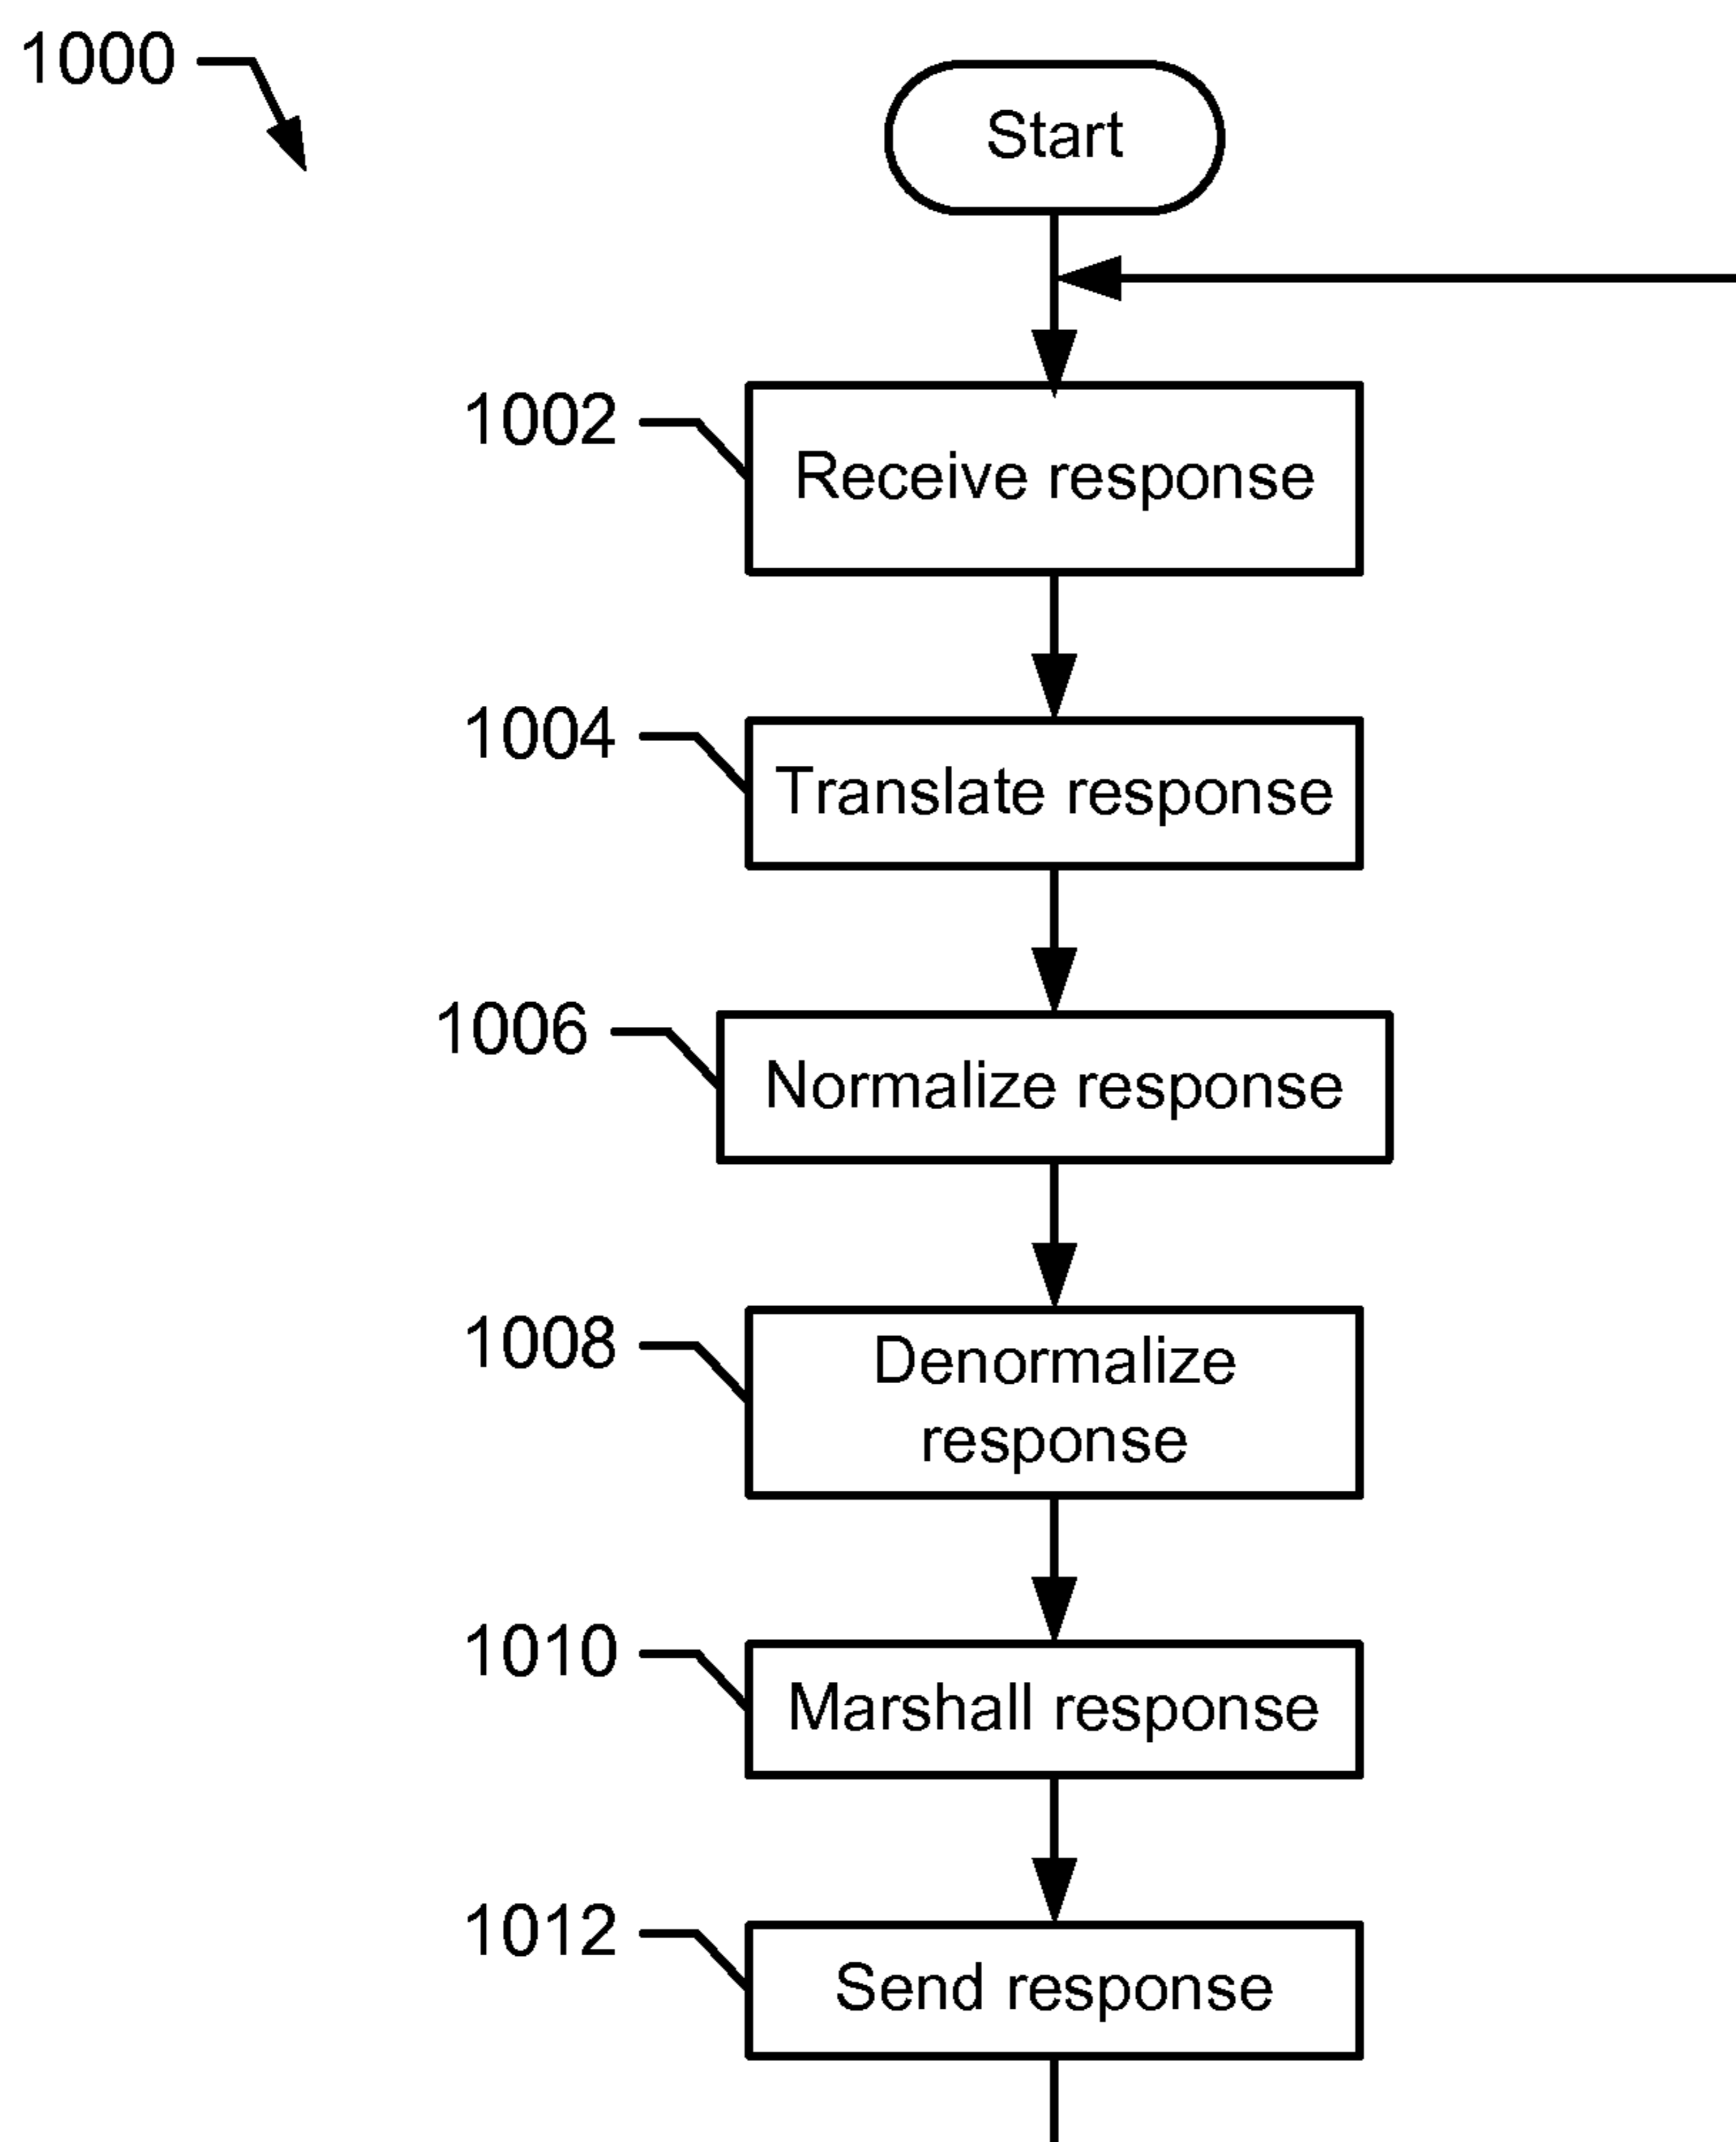 1000
Start
1002
Receive response
1004
Translate response
1006
Normalize response
1008
Denormalize
response
1010
Marshall response
1012
Send response